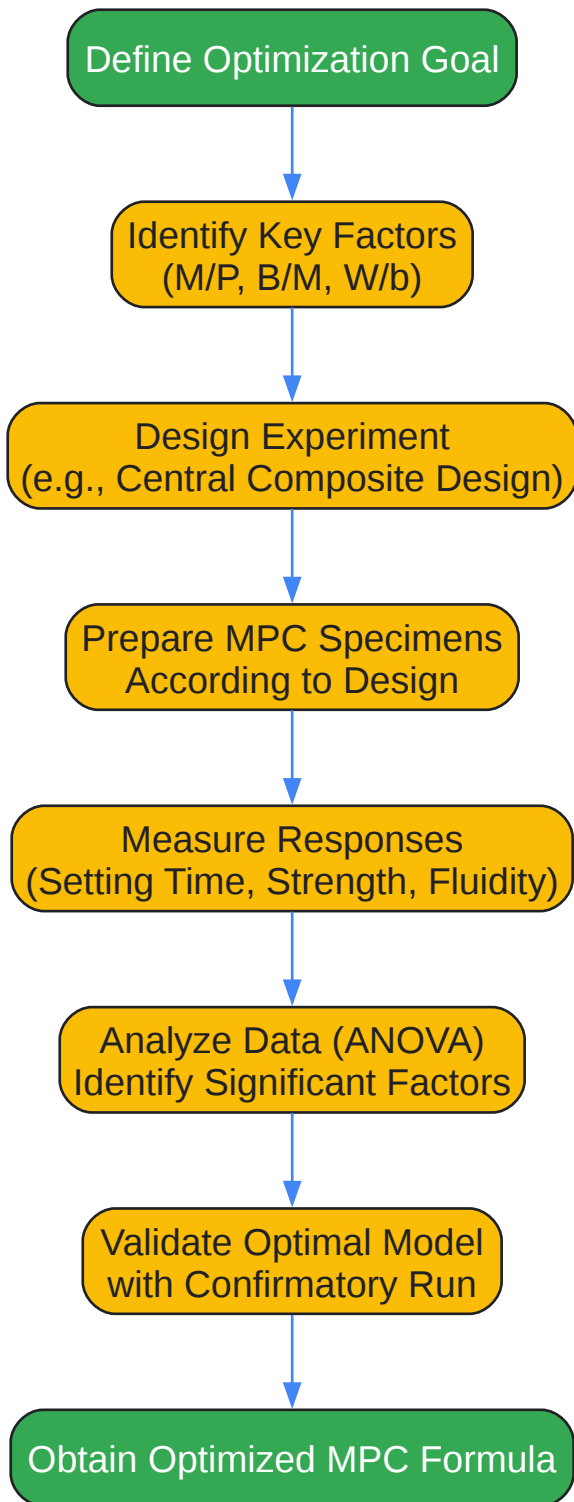 Define Optimization Goal
Identify Key Factors
(M/P, B/M, W/b)
Design Experiment
(e.g., Central Composite Design)
Prepare MPC Specimens
According to Design
Measure Responses
(Setting Time, Strength, Fluidity)
Analyze Data (ANOVA)
Identify Significant Factors
Validate Optimal Model
with Confirmatory Run
Obtain Optimized MPC Formula